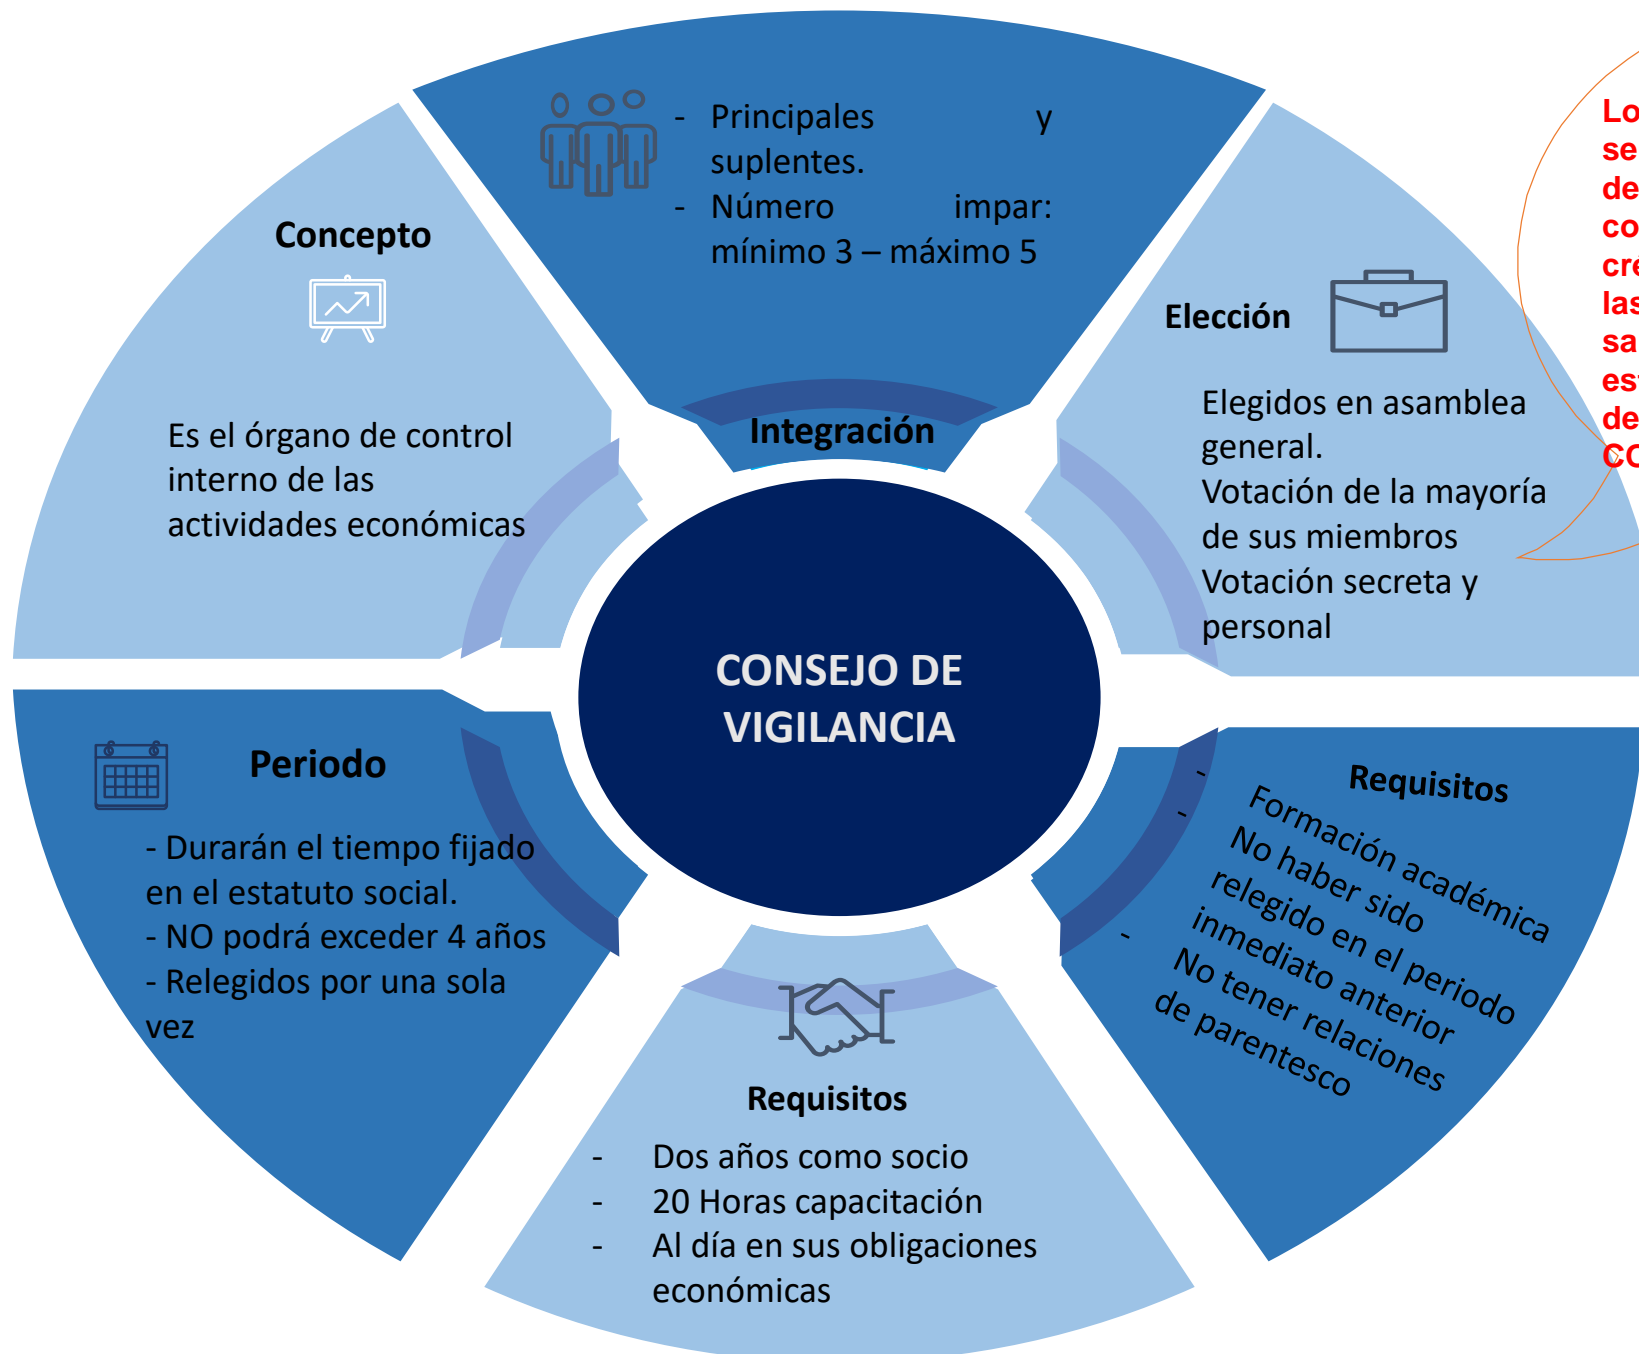 Concepto
Es el órgano de control
interno de las
actividades económicas
- Principales y
suplentes.
- Número impar:
mínimo 3 – máximo 5
Integración
Elección
Elegidos en asamblea
general.
Votación de la mayoría
de sus miembros
Votación secreta y
personal
CONSEJO DE
VIGILANCIA
Periodo
- Durarán el tiempo fijado
en el estatuto social.
- NO podrá exceder 4 años
- Relegidos por una sola
vez
Requisitos
- Dos años como socio
- 20 Horas capacitación
- Al día en sus obligaciones
económicas
Requisitos
- Formación académica
- No haber sido
relegido en el periodo
inmediato anterior
- No tener relaciones
de parentesco